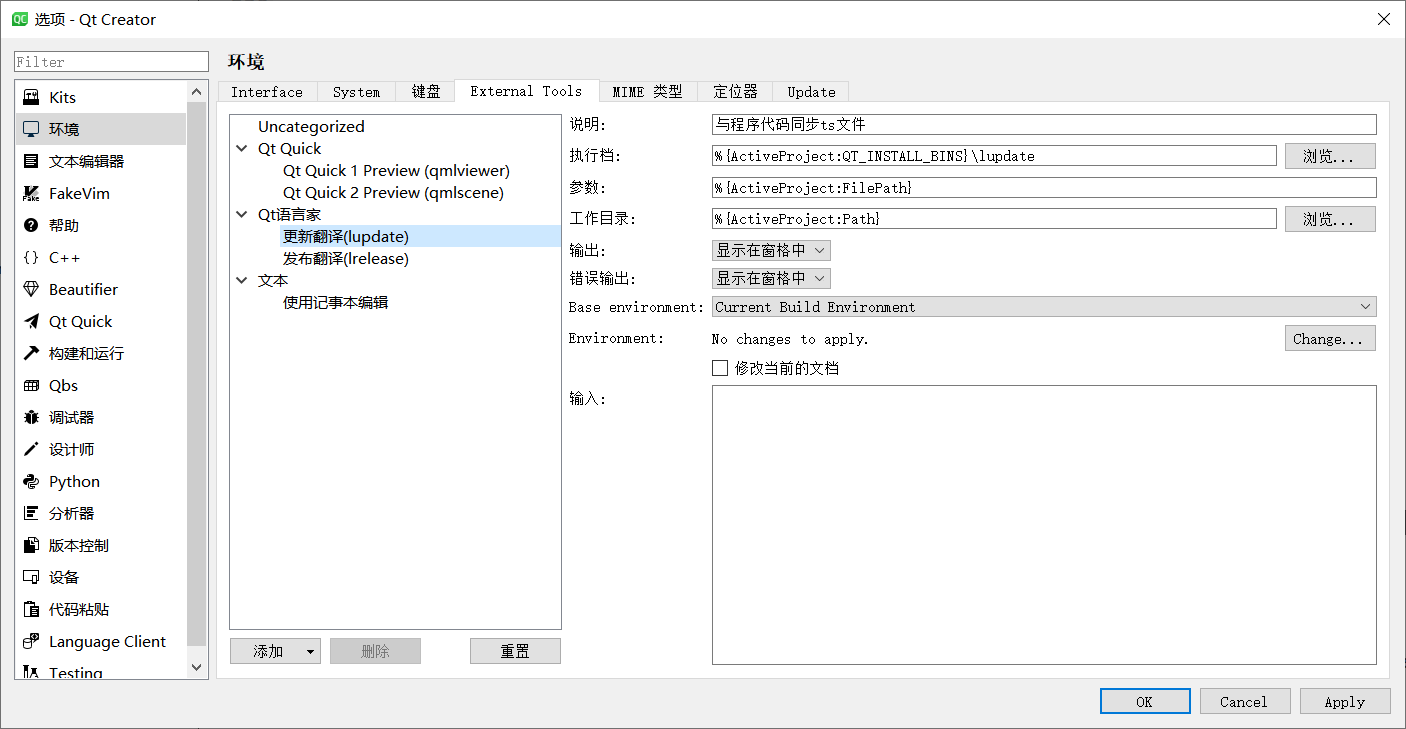 QC 选项 - Qt Creator
Filter
Kits
环境
文本编辑器
FakeVim
帮助
{} C++
Beautifier
Qt Quick
构建和运行
Qbs
调试器
设计师
Python
分析器
版本控制
设备
代码粘贴
Language Client
Testing
环境
Interface System 键盘 External Tools MIME 类型 定位器 Update
Uncategorized
Qt Quick
Qt Quick 1 Preview (qmlviewer)
Qt Quick 2 Preview (qmlscene)
Qt语言家
更新翻译(lupdate)
发布翻译(lrelease)
文本
使用记事本编辑
添加 删除 重置
说明: 与程序代码同步ts文件
执行档: %{ActiveProject:QT_INSTALL_BINS}\lupdate 浏览...
参数: %{ActiveProject:FilePath}
工作目录: %{ActiveProject:Path} 浏览...
输出: 显示在窗格中
错误输出: 显示在窗格中
Base environment: Current Build Environment
Environment: No changes to apply. Change...
修改当前的文档
输入:
OK Cancel Apply